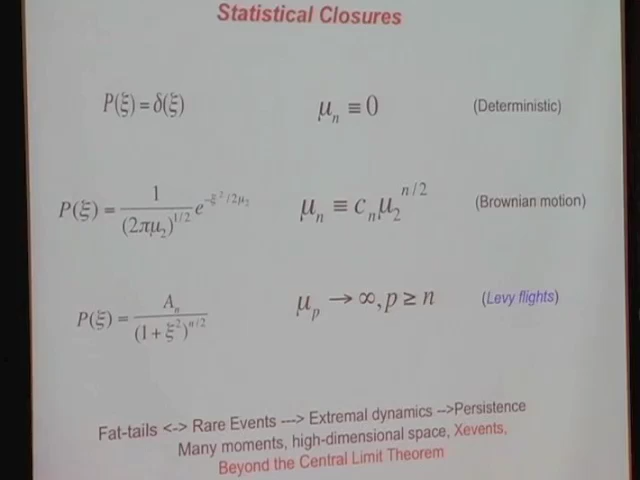 Statistical Closures
P(ξ) = δ(ξ) μₙ ≡ 0 (Deterministic)
P(ξ) = 1/(2πμ₂)^{1/2} e^{-ξ²/2μ₂} μₙ ≡ cₙμ₂^{n/2} (Brownian motion)
P(ξ) = Aₙ/(1 + ξ²)^{n/2} μₚ → ∞, p ≥ n (Levy flights)
Fat-tails <-> Rare Events ---> Extremal dynamics -->Persistence
Many moments, high-dimensional space, Xevents,
Beyond the Central Limit Theorem